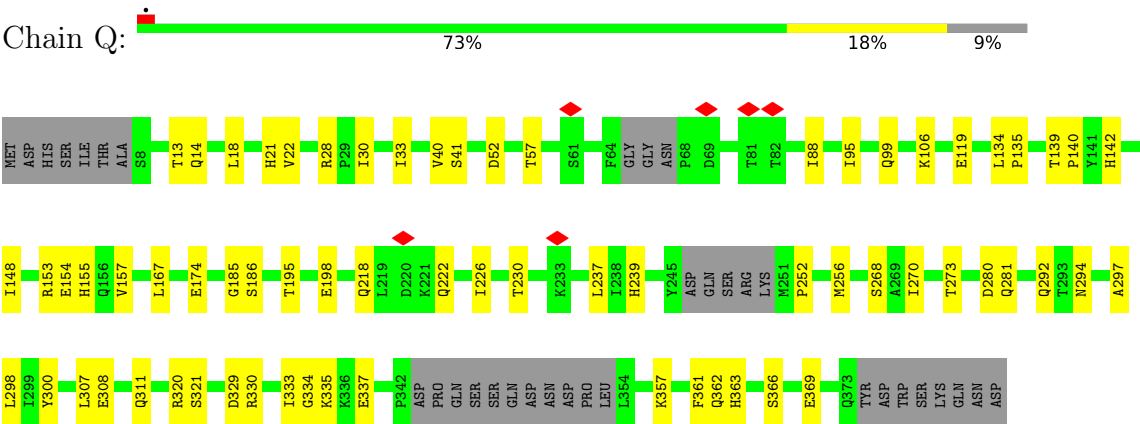 Chain Q:
73% 18% 9%
MET ASP HIS SER ILE THR ALA S8 T13 Q14 L18 H21 V22 R28 P29 I30 I33 V40 S41 D52 T57 S61 F64 GLY GLY ASN P68 D69 T81 T82 I88 I95 Q99 K106 E119 L134 P135 T139 P140 Y141 H142
I148 R153 E154 H155 Q156 V157 L167 E174 G185 S186 T195 E198 Q218 L219 D220 K221 Q222 I226 T230 K233 L237 I238 H239 Y245 ASP GLN SER ARG LYS M251 P252 M256 S268 A269 I270 T273 D280 Q281 Q292 T293 N294 A297
L298 I299 Y300 L307 E308 Q311 R320 S321 D329 R330 I333 G334 K335 K336 E337 P342 ASP PRO GLN SER SER GLN ASP ASN ASN ASP PRO LEU L354 K357 F361 Q362 H363 S366 E369 Q373 TYR ASP TRP SER LYS GLN ASN ASP